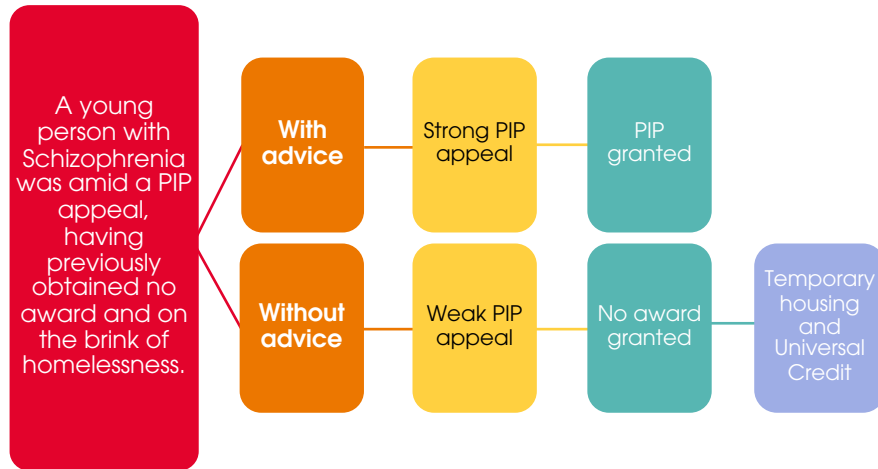 A young
person with
Schizophrenia
was amid a PIP
appeal,
having
previously
obtained no
award and on
the brink of
homelessness.
With
advice
Strong PIP
appeal
PIP
granted
Without
advice
Weak PIP
appeal
No award
granted
Temporary
housing
and
Universal
Credit